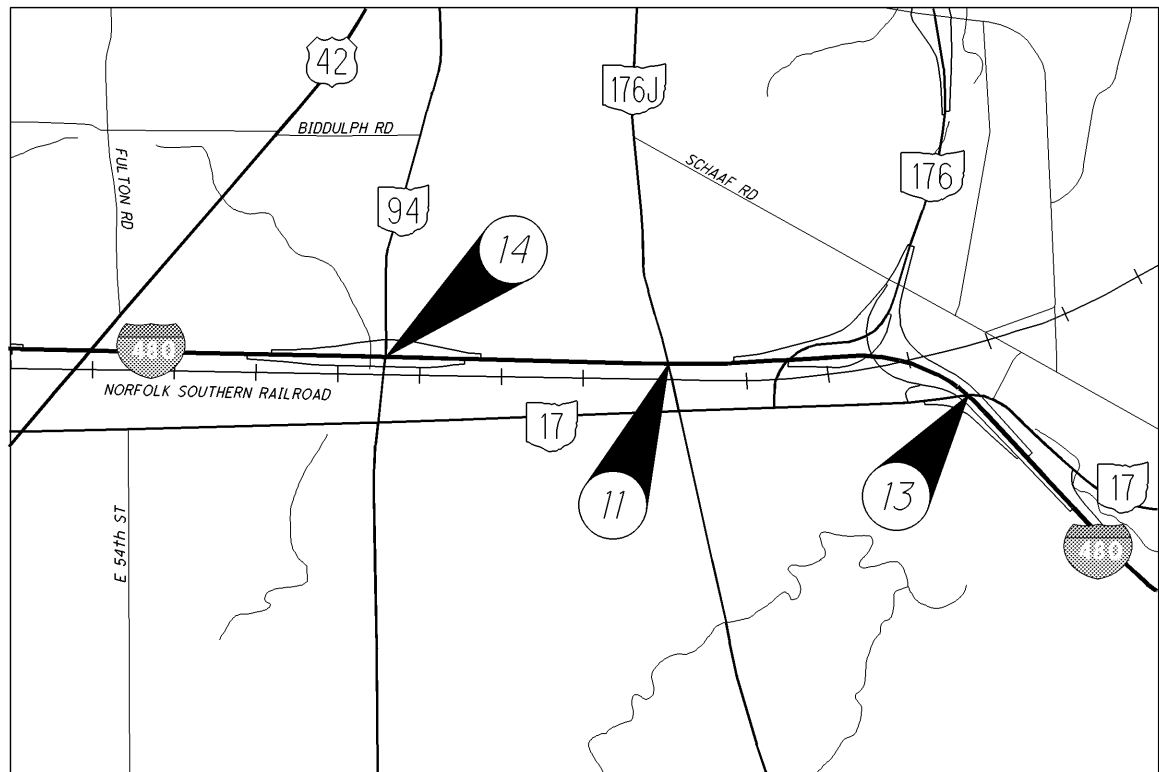 42
176J
BIDDULPH RD
FULTON RD
SCHAAF RD
176
94
14
480
NORFOLK SOUTHERN RAILROAD
17
11
13
17
E 54th ST
480